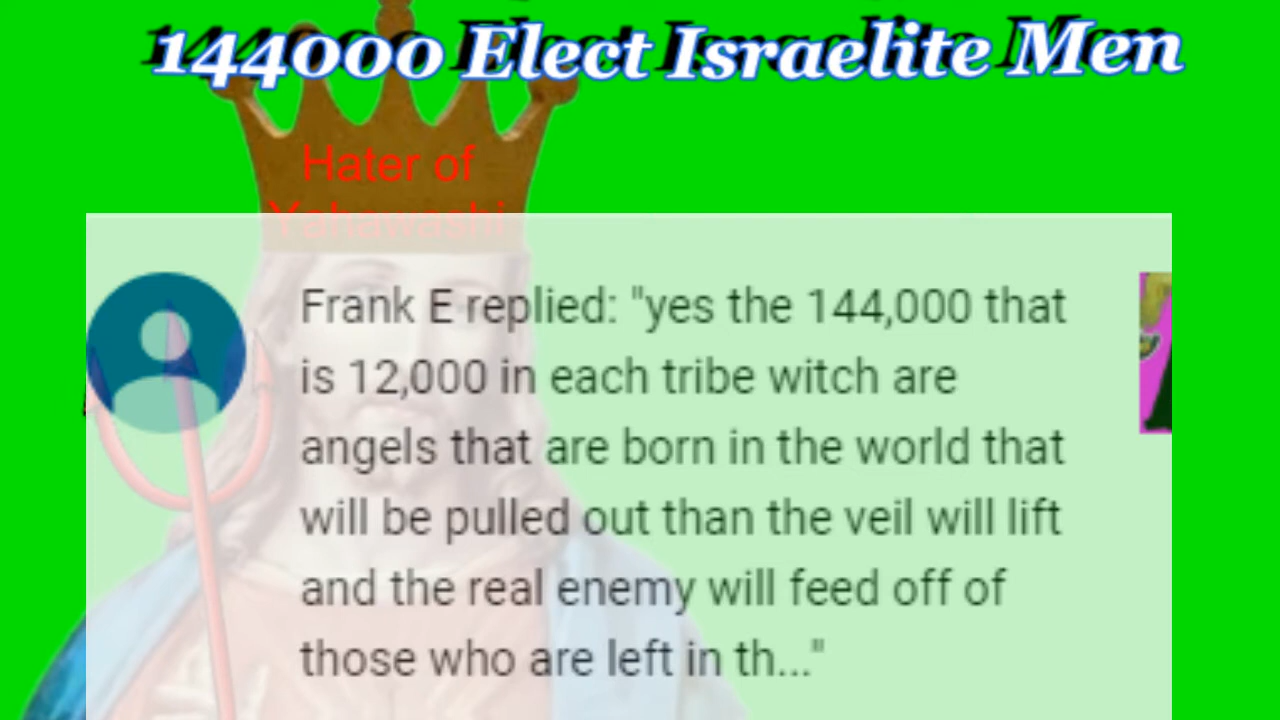 144000 Elect Israelite Men
Hater of
Yahawashi
Frank E replied: "yes the 144,000 that
is 12,000 in each tribe witch are
angels that are born in the world that
will be pulled out than the veil will lift
and the real enemy will feed off of
those who are left in th..."